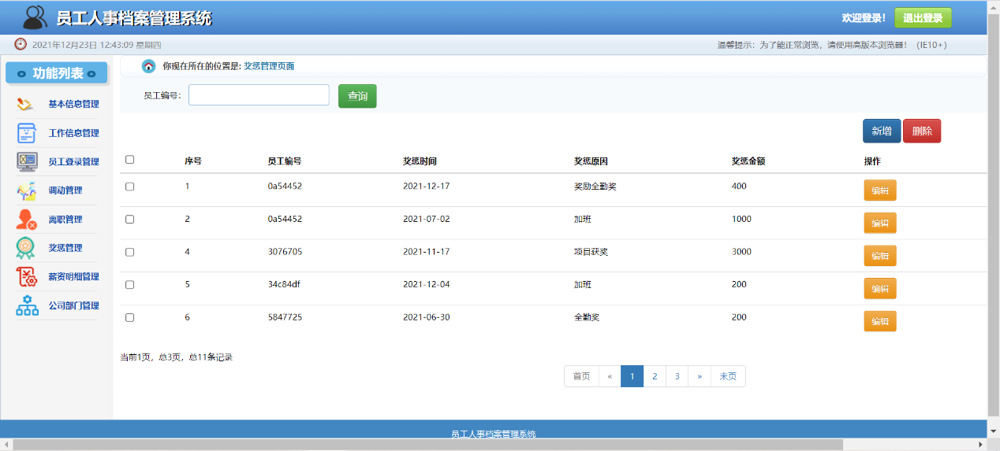 员工人事档案管理系统
欢迎登录! 退出登录
2021年12月23日 12:43:09 星期四
温馨提示：为了能正常浏览，请使用高版本浏览器！ (IE10+)
功能列表
基本信息管理
工作信息管理
员工登录管理
调动管理
离职管理
奖惩管理
薪资明细管理
公司部门管理
你现在所在的位置是: 奖惩管理页面
员工编号： 查询
新增 删除
序号 员工编号 奖惩时间 奖惩原因 奖惩金额 操作
1 0a54452 2021-12-17 奖励全勤奖 400 编辑
2 0a54452 2021-07-02 加班 1000 编辑
4 3076705 2021-11-17 项目获奖 3000 编辑
5 34c84df 2021-12-04 加班 200 编辑
6 5847725 2021-06-30 全勤奖 200 编辑
当前1页，总3页，总11条记录
首页 « 1 2 3 » 末页
员工人事档案管理系统